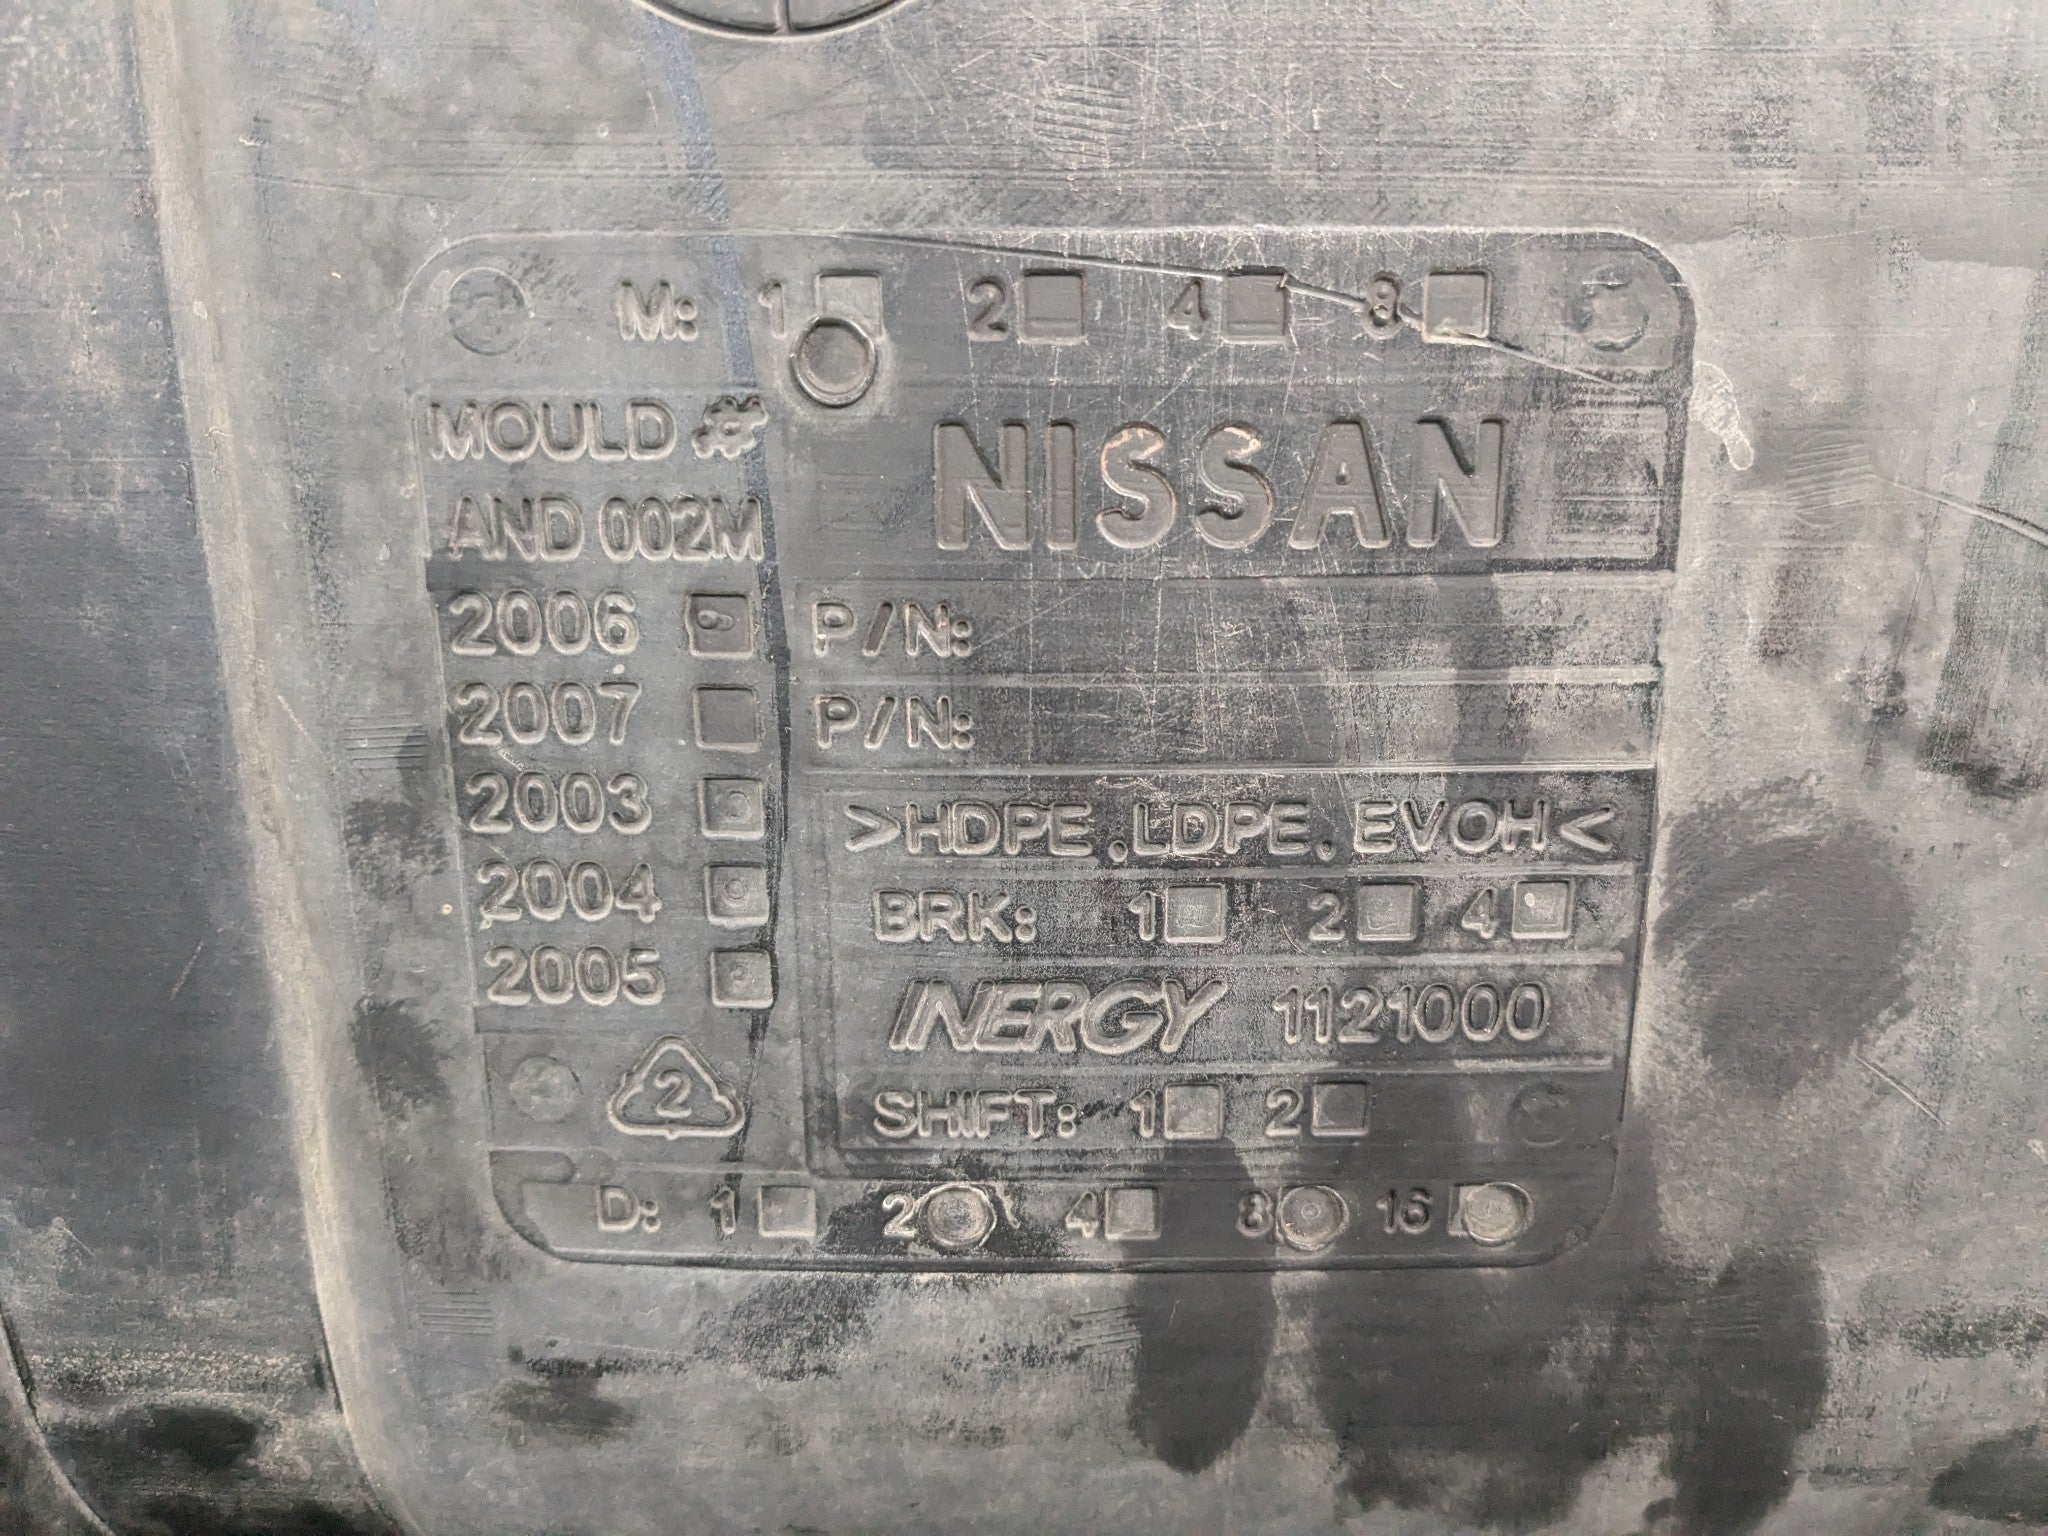 M: 1 2 4 8
MOULD #
AND 002M
2006
2007
2003
2004
2005
2
NISSAN
P/N:
P/N:
>HDPE.LDPE.EVOH<
BRK: 1 2 4
INERGY 1121000
SHIFT: 1 2
D: 1 2 4 8 16